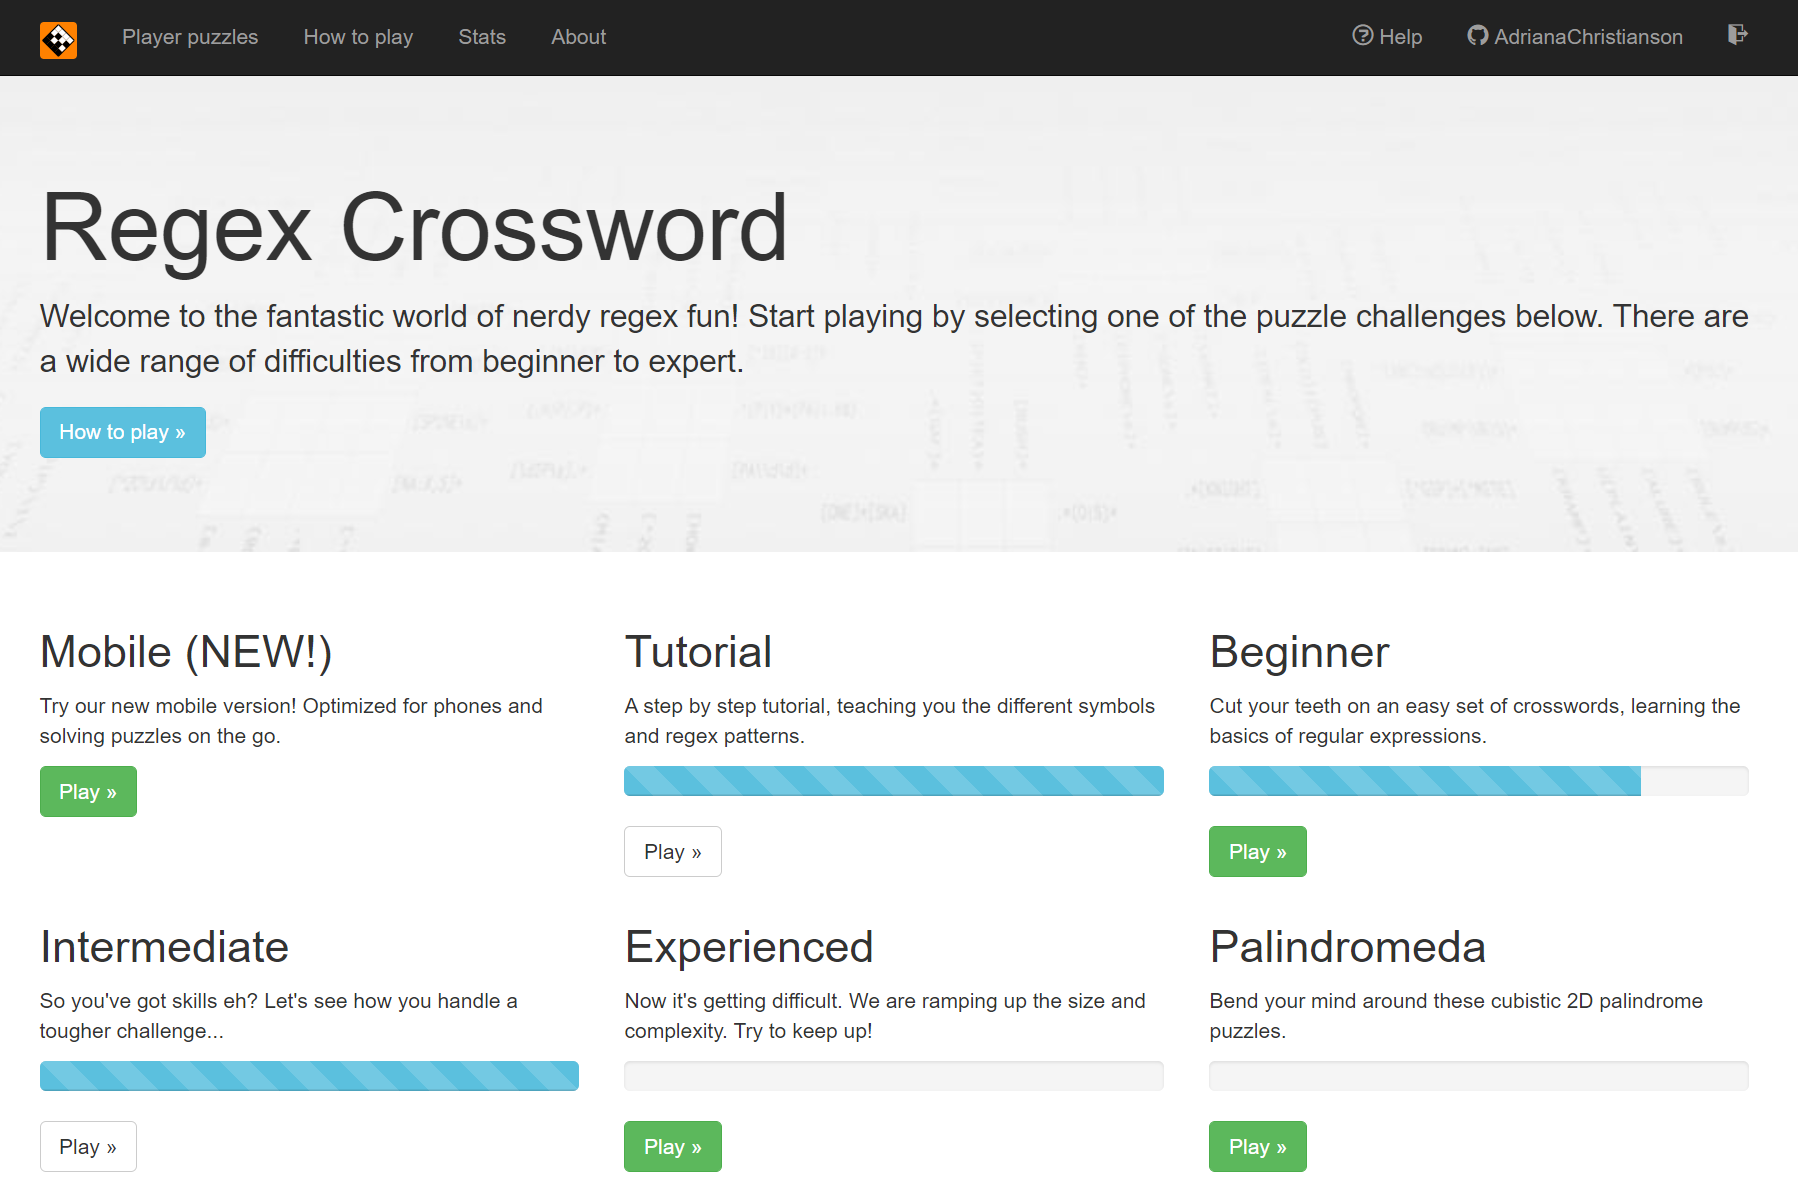 Player puzzles How to play Stats About Help AdrianaChristianson
Regex Crossword
Welcome to the fantastic world of nerdy regex fun! Start playing by selecting one of the puzzle challenges below. There are
a wide range of difficulties from beginner to expert.
How to play »
Mobile (NEW!)
Try our new mobile version! Optimized for phones and
solving puzzles on the go.
Play »
Tutorial
A step by step tutorial, teaching you the different symbols
and regex patterns.
Play »
Beginner
Cut your teeth on an easy set of crosswords, learning the
basics of regular expressions.
Play »
Intermediate
So you've got skills eh? Let's see how you handle a
tougher challenge...
Play »
Experienced
Now it's getting difficult. We are ramping up the size and
complexity. Try to keep up!
Play »
Palindromeda
Bend your mind around these cubistic 2D palindrome
puzzles.
Play »